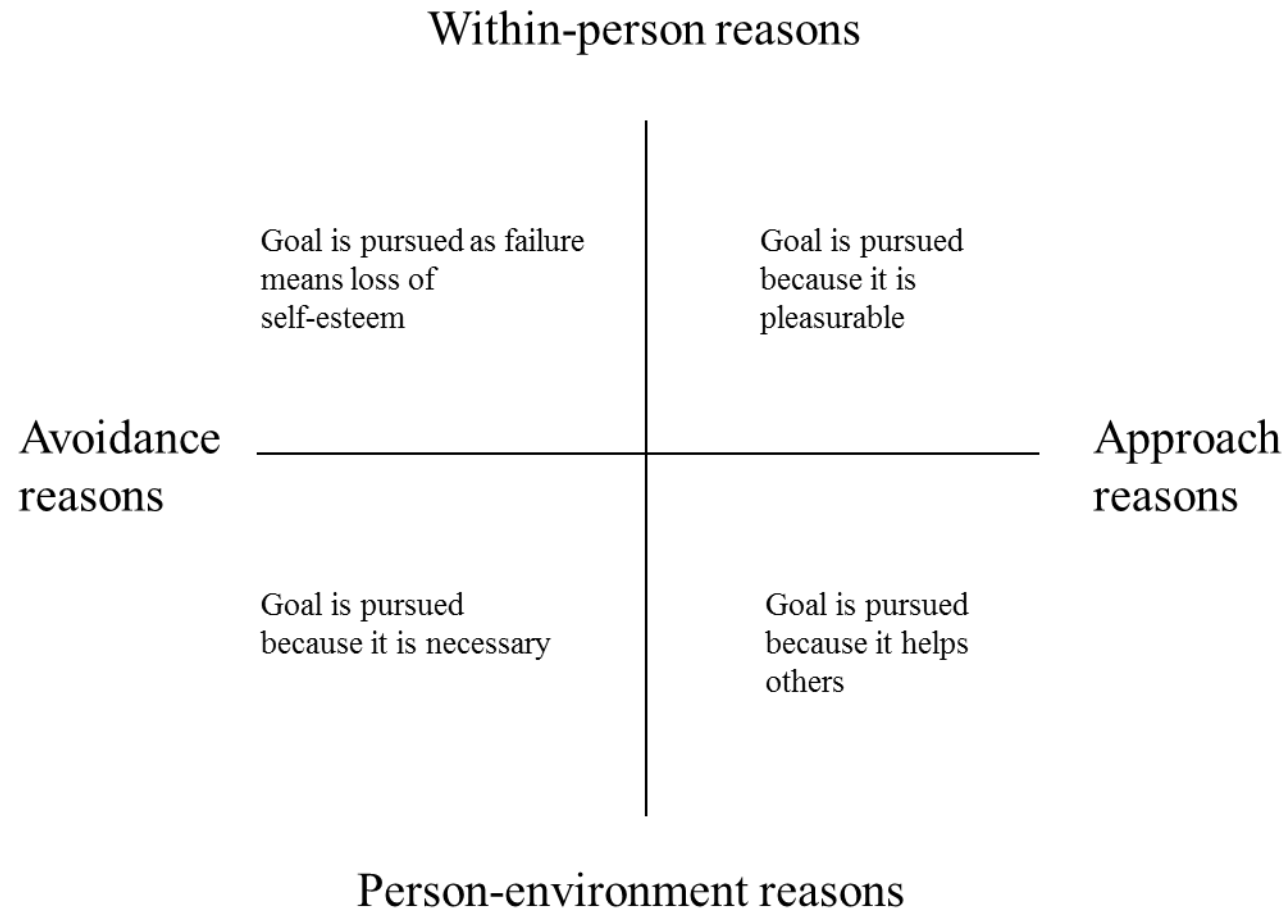 Within-person reasons
Goal is pursued as failure
means loss of
self-esteem
Goal is pursued
because it is
pleasurable
Avoidance
reasons
Approach
reasons
Goal is pursued
because it is necessary
Goal is pursued
because it helps
others
Person-environment reasons